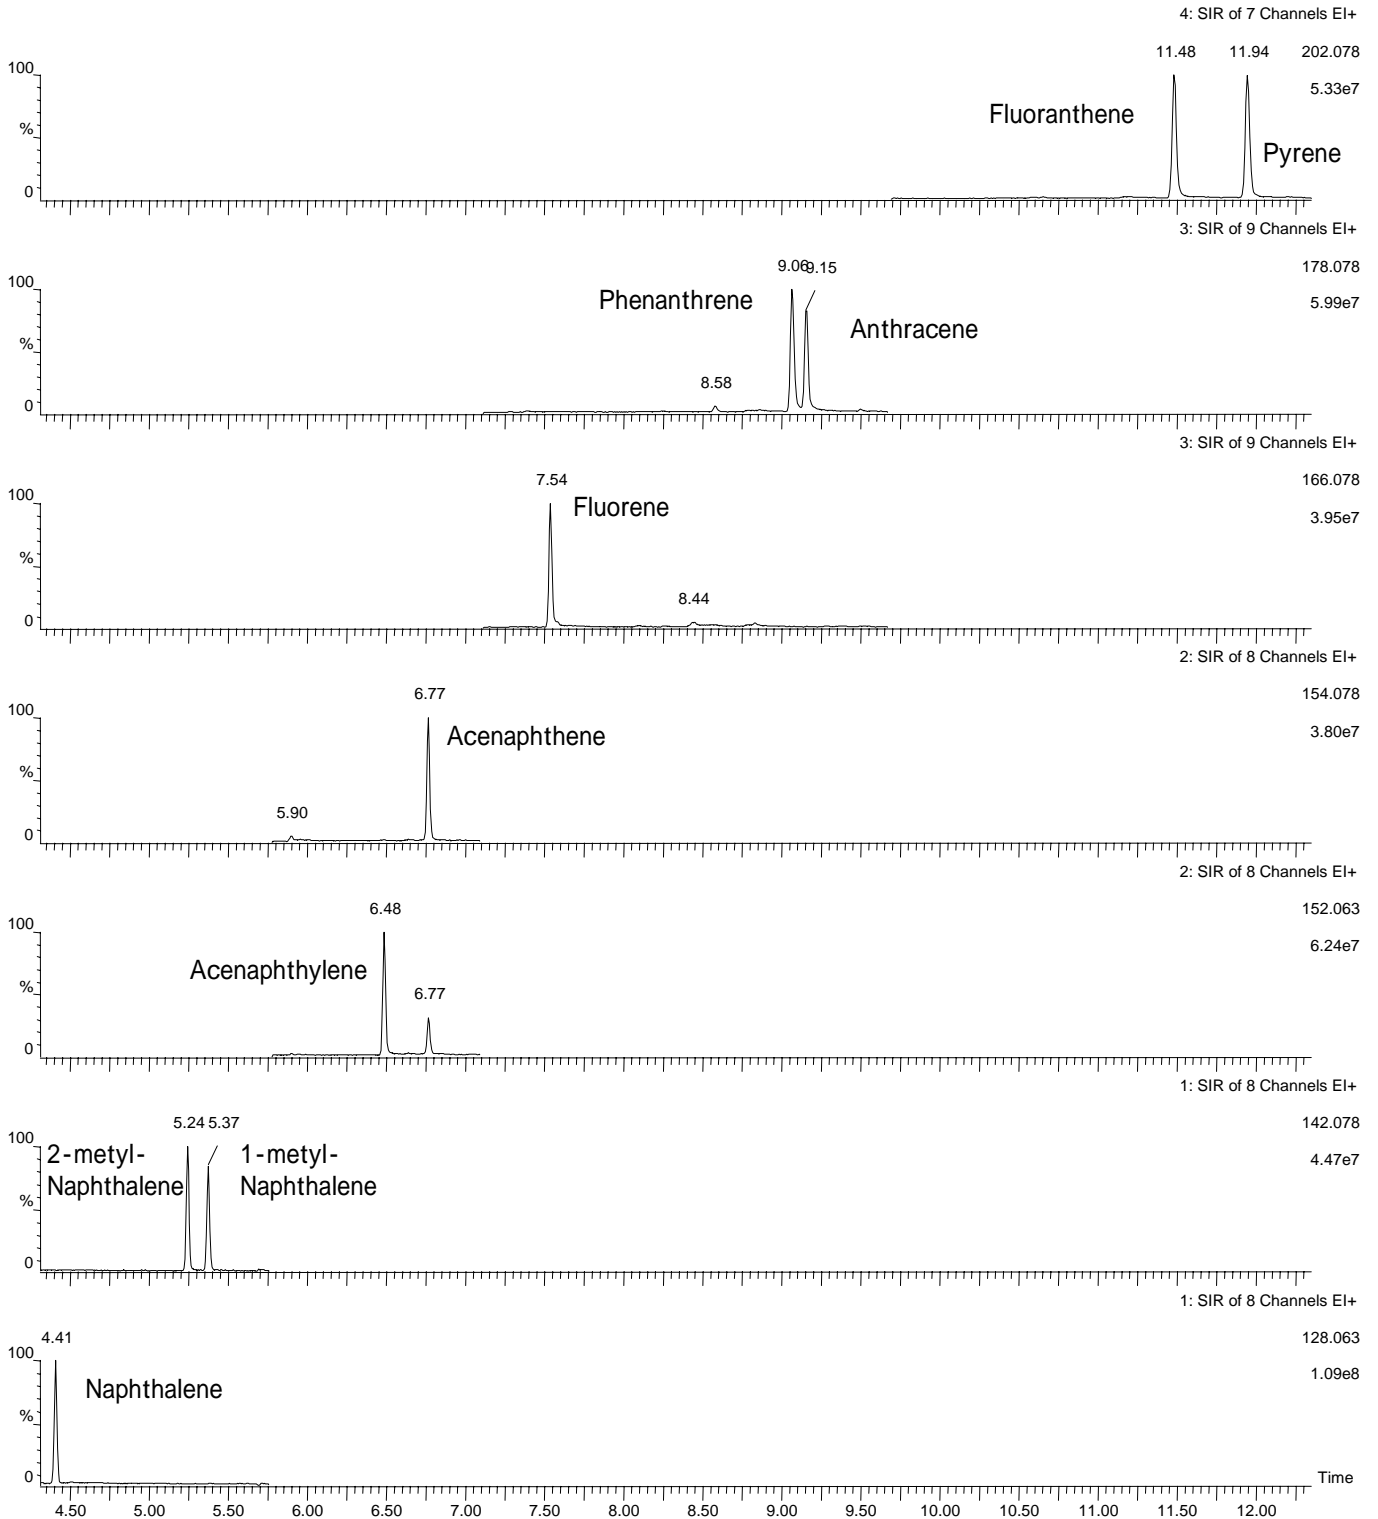 4: SIR of 7 Channels EI+
11.48 11.94 202.078
100
5.33e7
Fluoranthene
%
Pyrene
0
3: SIR of 9 Channels EI+
9.06 9.15 178.078
100
Phenanthrene
5.99e7
Anthracene
%
8.58
0
3: SIR of 9 Channels EI+
7.54 166.078
100
Fluorene
3.95e7
%
8.44
0
2: SIR of 8 Channels EI+
6.77 154.078
100
Acenaphthene
3.80e7
%
5.90
0
2: SIR of 8 Channels EI+
6.48 152.063
100
6.24e7
Acenaphthylene
%
6.77
0
1: SIR of 8 Channels EI+
5.24 5.37 142.078
100
2-metyl- 1-metyl-
4.47e7
Naphthalene Naphthalene
%
0
1: SIR of 8 Channels EI+
4.41 128.063
100
1.09e8
Naphthalene
%
0
Time
4.50 5.00 5.50 6.00 6.50 7.00 7.50 8.00 8.50 9.00 9.50 10.00 10.50 11.00 11.50 12.00